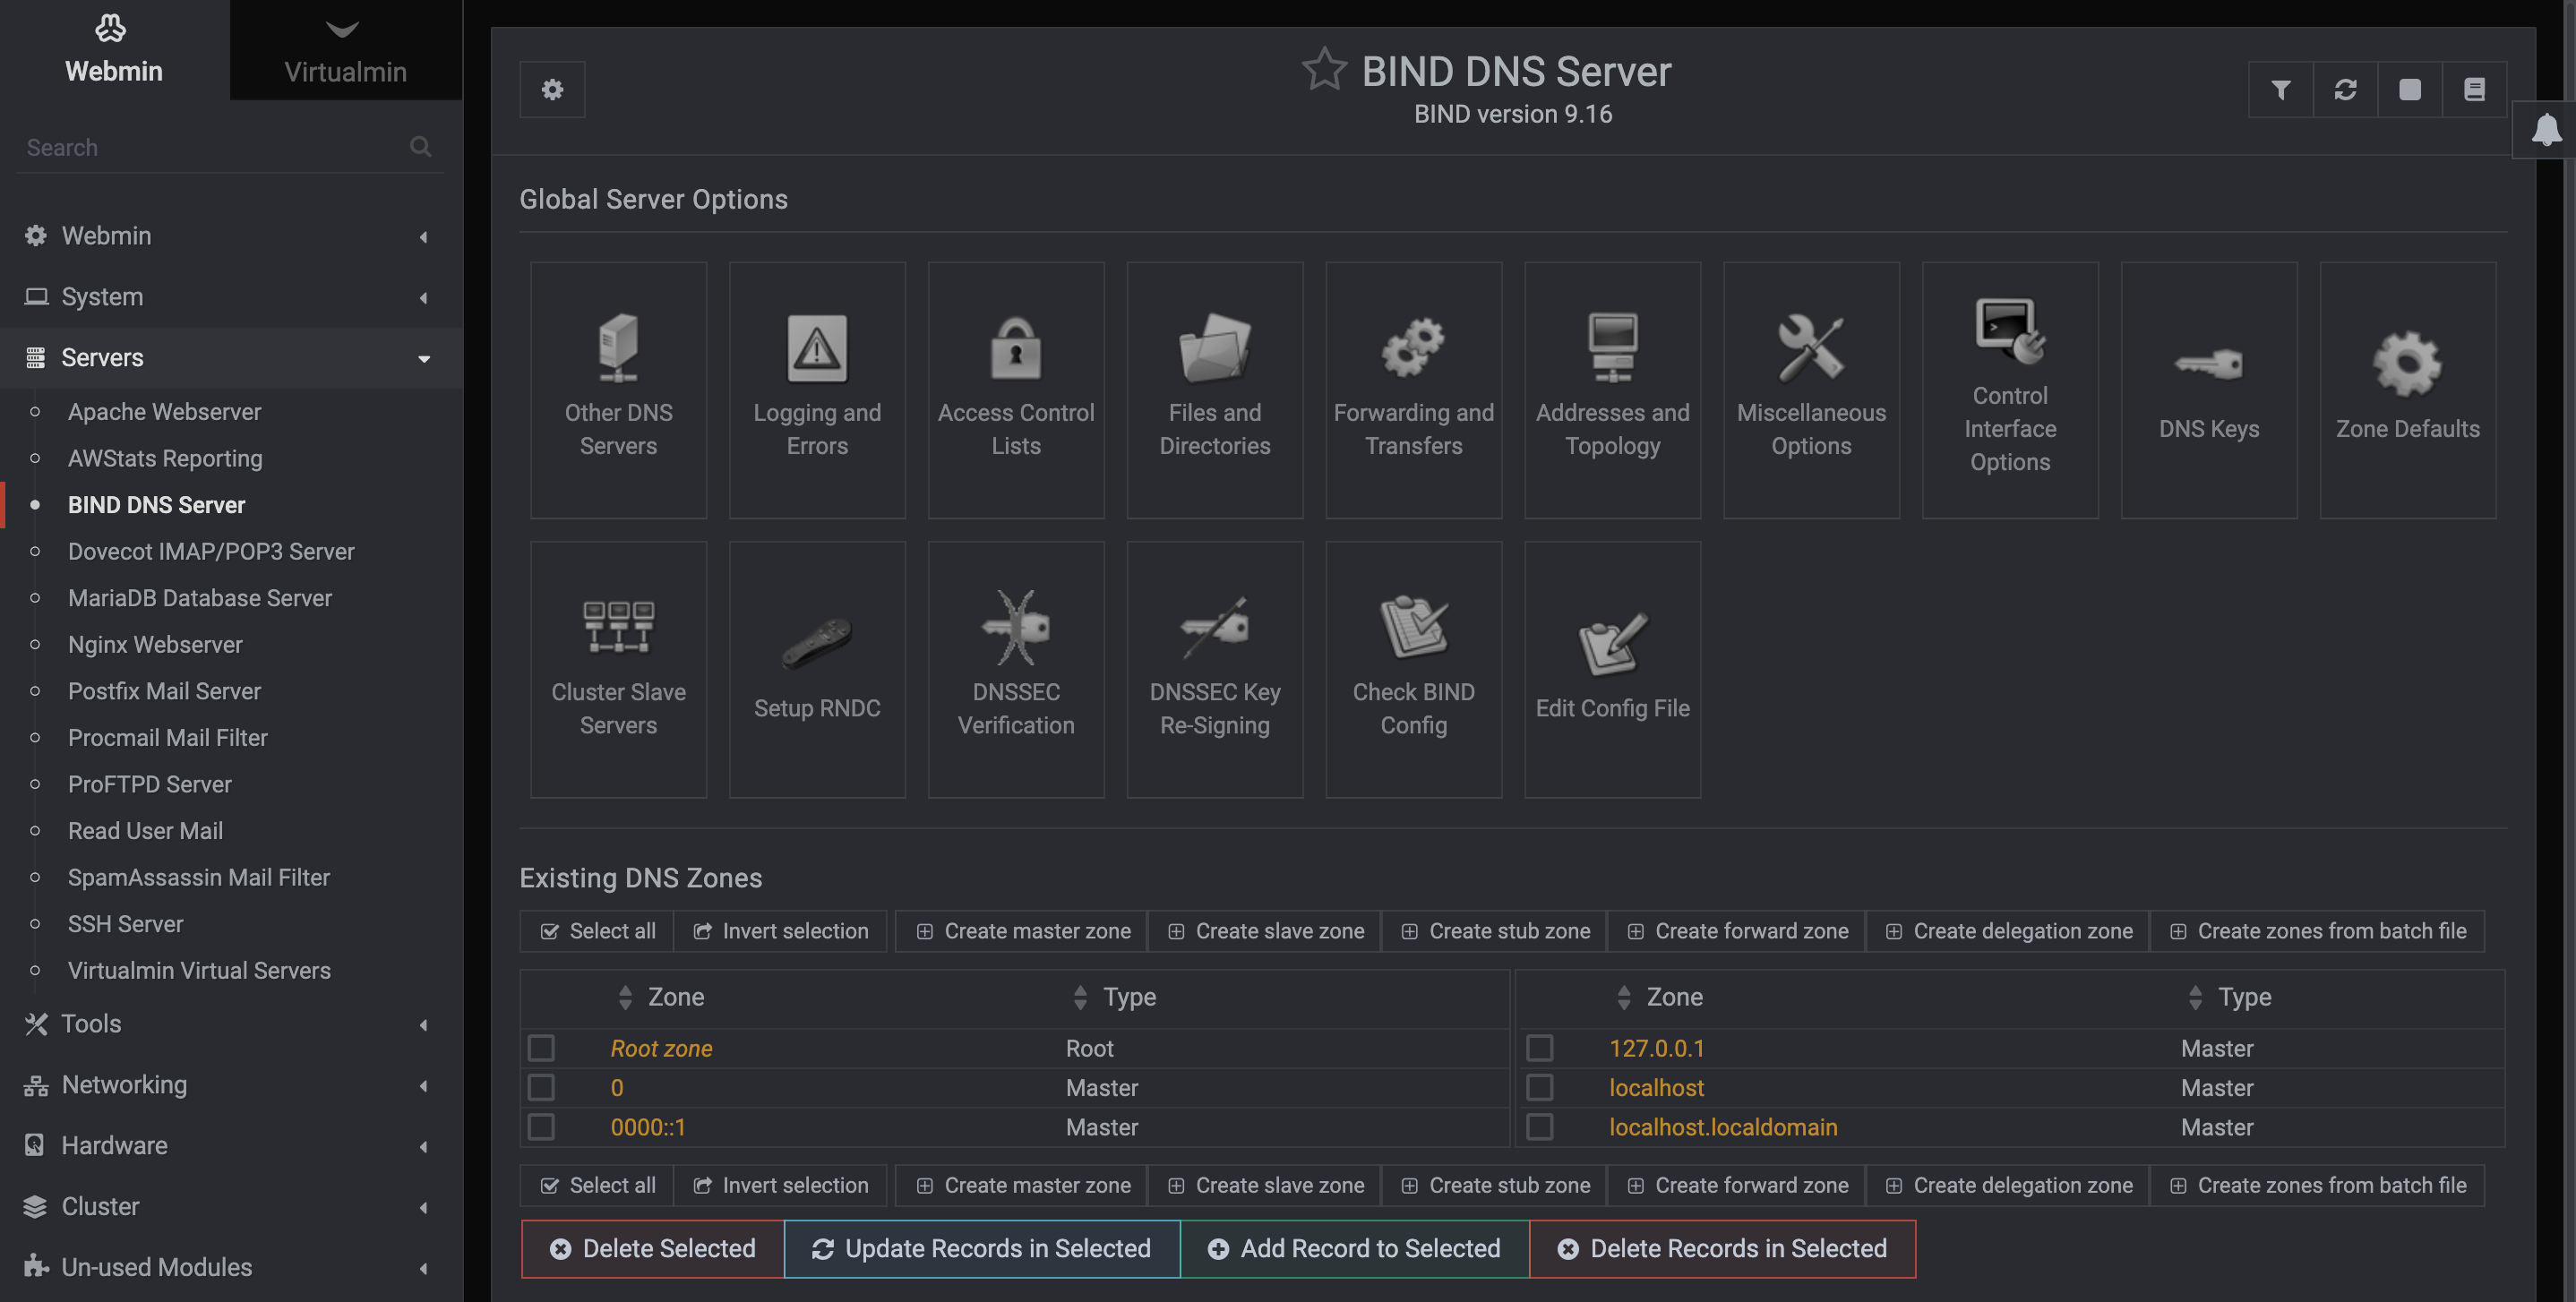 Webmin
Virtualmin
Search
Webmin
System
Servers
Apache Webserver
AWStats Reporting
BIND DNS Server
Dovecot IMAP/POP3 Server
MariaDB Database Server
Nginx Webserver
Postfix Mail Server
Procmail Mail Filter
ProFTPD Server
Read User Mail
SpamAssassin Mail Filter
SSH Server
Virtualmin Virtual Servers
Tools
Networking
Hardware
Cluster
Un-used Modules
BIND DNS Server
BIND version 9.16
Global Server Options
Other DNS
Servers
Logging and
Errors
Access Control
Lists
Files and
Directories
Forwarding and
Transfers
Addresses and
Topology
Miscellaneous
Options
Control
Interface
Options
DNS Keys
Zone Defaults
Cluster Slave
Servers
Setup RNDC
DNSSEC
Verification
DNSSEC Key
Re-Signing
Check BIND
Config
Edit Config File
Existing DNS Zones
Select all Invert selection Create master zone Create slave zone Create stub zone Create forward zone Create delegation zone Create zones from batch file
Zone Type Zone Type
Root zone Root 127.0.0.1 Master
0 Master localhost Master
0000::1 Master localhost.localdomain Master
Select all Invert selection Create master zone Create slave zone Create stub zone Create forward zone Create delegation zone Create zones from batch file
Delete Selected Update Records in Selected Add Record to Selected Delete Records in Selected